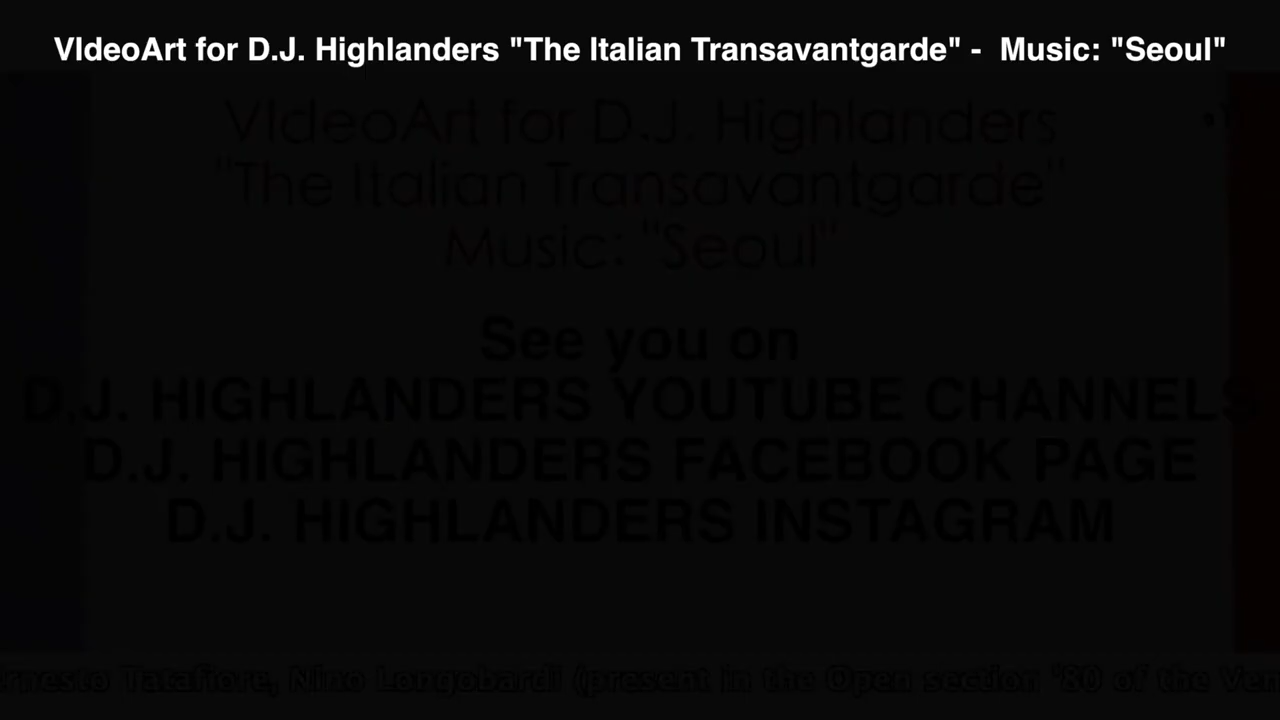 VIdeoArt for D.J. Highlanders "The Italian Transavantgarde" -  Music: "Seoul"
VIdeoArt for D.J. Highlanders
"The Italian Transavantgarde"
Music: "Seoul"
See you on
D.J. HIGHLANDERS YOUTUBE CHANNELS
D.J. HIGHLANDERS FACEBOOK PAGE
D.J. HIGHLANDERS INSTAGRAM
Tatafiore, Nino Longobardi (present in the Open section '80 of the